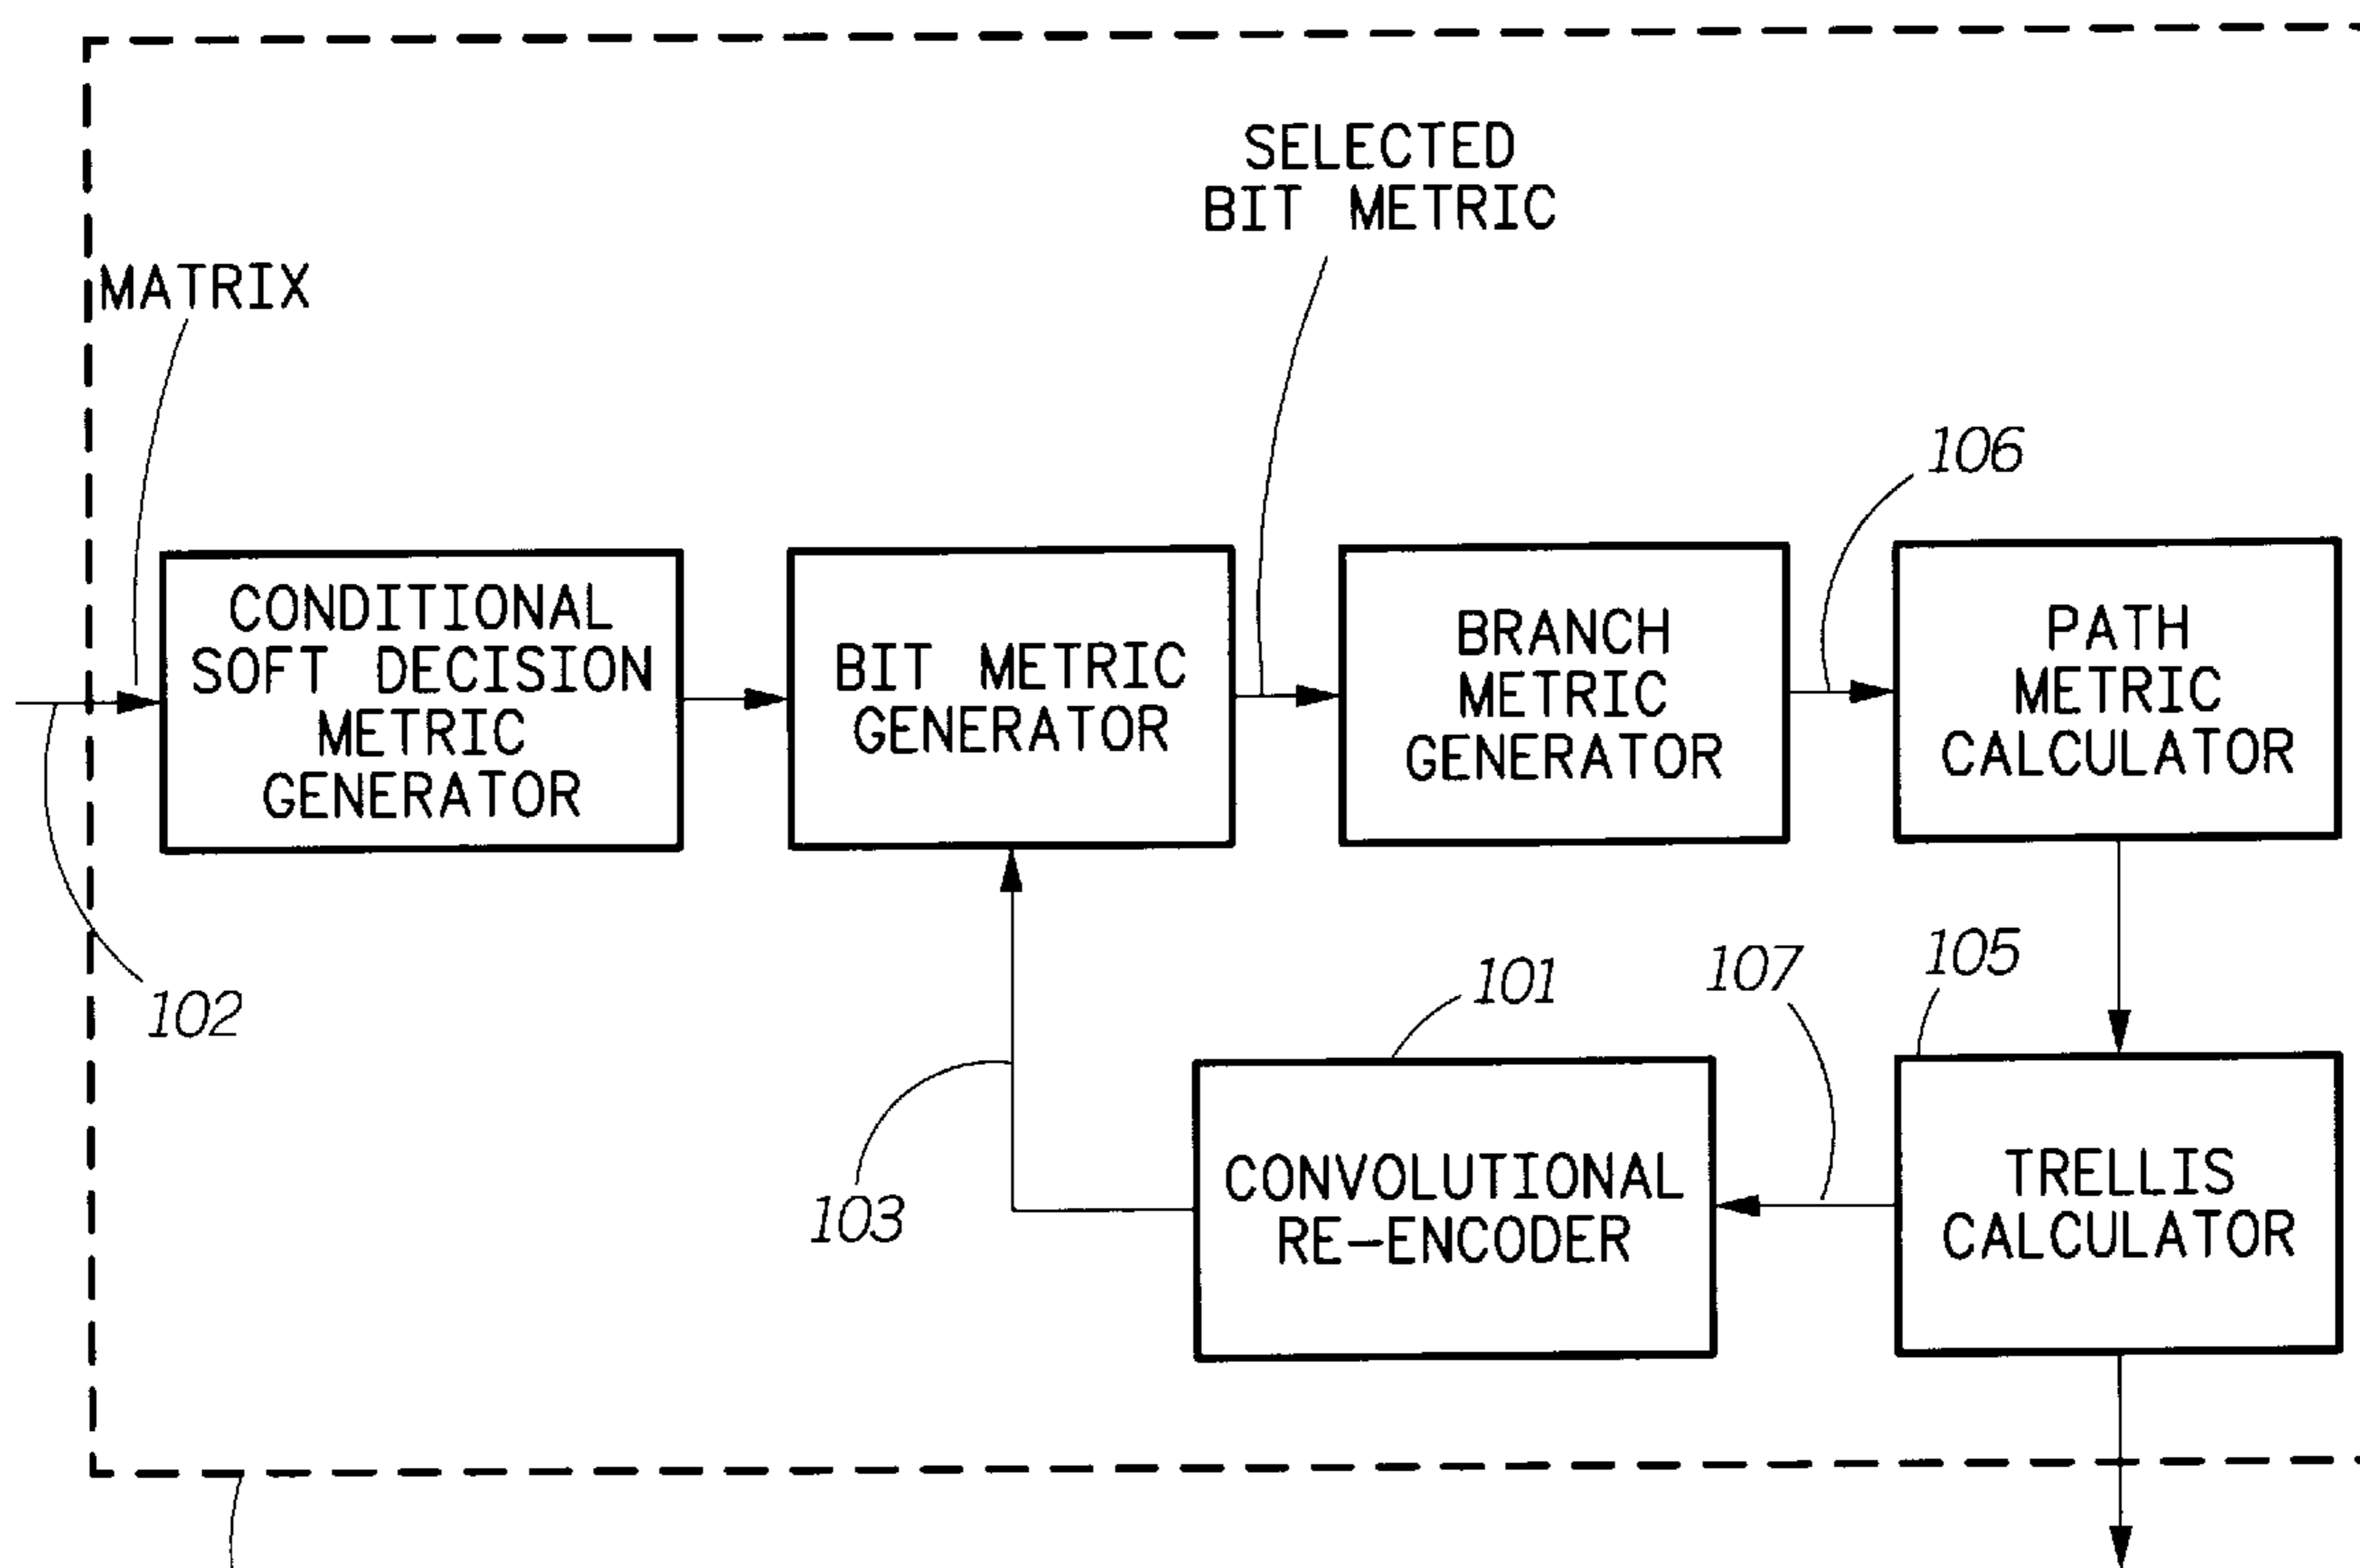 SELECTED
BIT METRIC
MATRIX
106
CONDITIONAL
SOFT DECISION
METRIC
GENERATOR
BIT METRIC
GENERATOR
BRANCH
METRIC
GENERATOR
PATH
METRIC
CALCULATOR
102
103
101
107
105
CONVOLUTIONAL
RE-ENCODER
TRELLIS
CALCULATOR